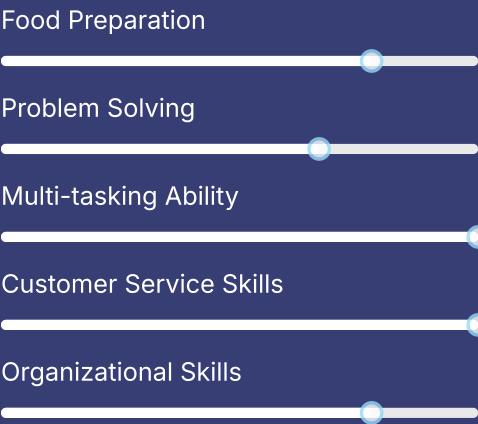 Food Preparation
Problem Solving
Multi-tasking Ability
Customer Service Skills
Organizational Skills